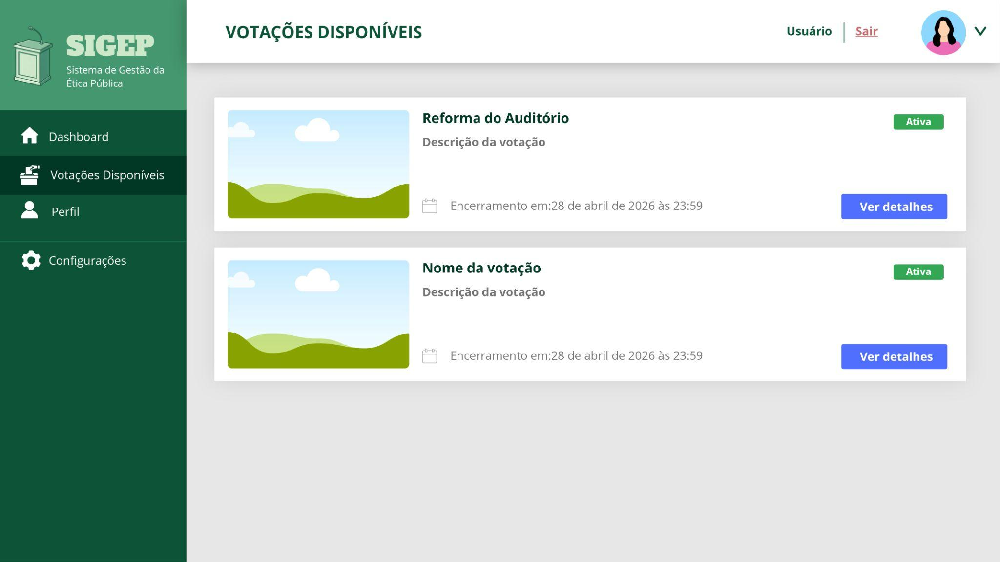 SIGEP
Sistema de Gestão da
Ética Pública
Dashboard
Votações Disponíveis
Perfil
Configurações
VOTAÇÕES DISPONÍVEIS
Usuário
Sair
Reforma do Auditório
Ativa
Descrição da votação
Encerramento em:28 de abril de 2026 às 23:59
Ver detalhes
Nome da votação
Ativa
Descrição da votação
Encerramento em:28 de abril de 2026 às 23:59
Ver detalhes